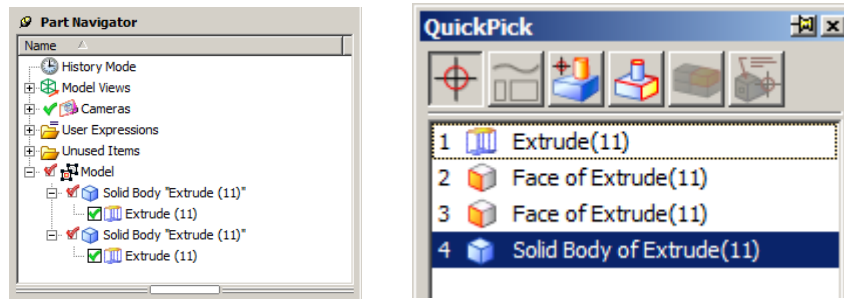 Part Navigator
Name
History Mode
Model Views
Cameras
User Expressions
Unused Items
Model
Solid Body "Extrude (11)"
Extrude (11)
Solid Body "Extrude (11)"
Extrude (11)
QuickPick
1 Extrude(11)
2 Face of Extrude(11)
3 Face of Extrude(11)
4 Solid Body of Extrude(11)